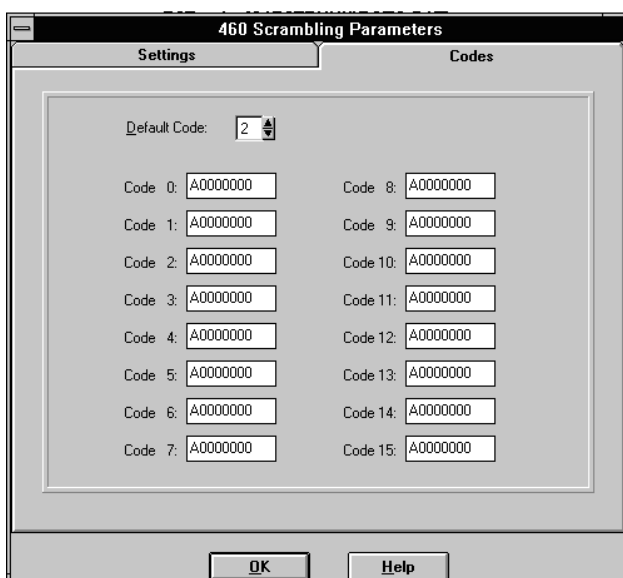 460 Scrambling Parameters
Settings
Codes
Default Code: 2
Code 0: A0000000
Code 1: A0000000
Code 2: A0000000
Code 3: A0000000
Code 4: A0000000
Code 5: A0000000
Code 6: A0000000
Code 7: A0000000
Code 8: A0000000
Code 9: A0000000
Code 10: A0000000
Code 11: A0000000
Code 12: A0000000
Code 13: A0000000
Code 14: A0000000
Code 15: A0000000
OK
Help